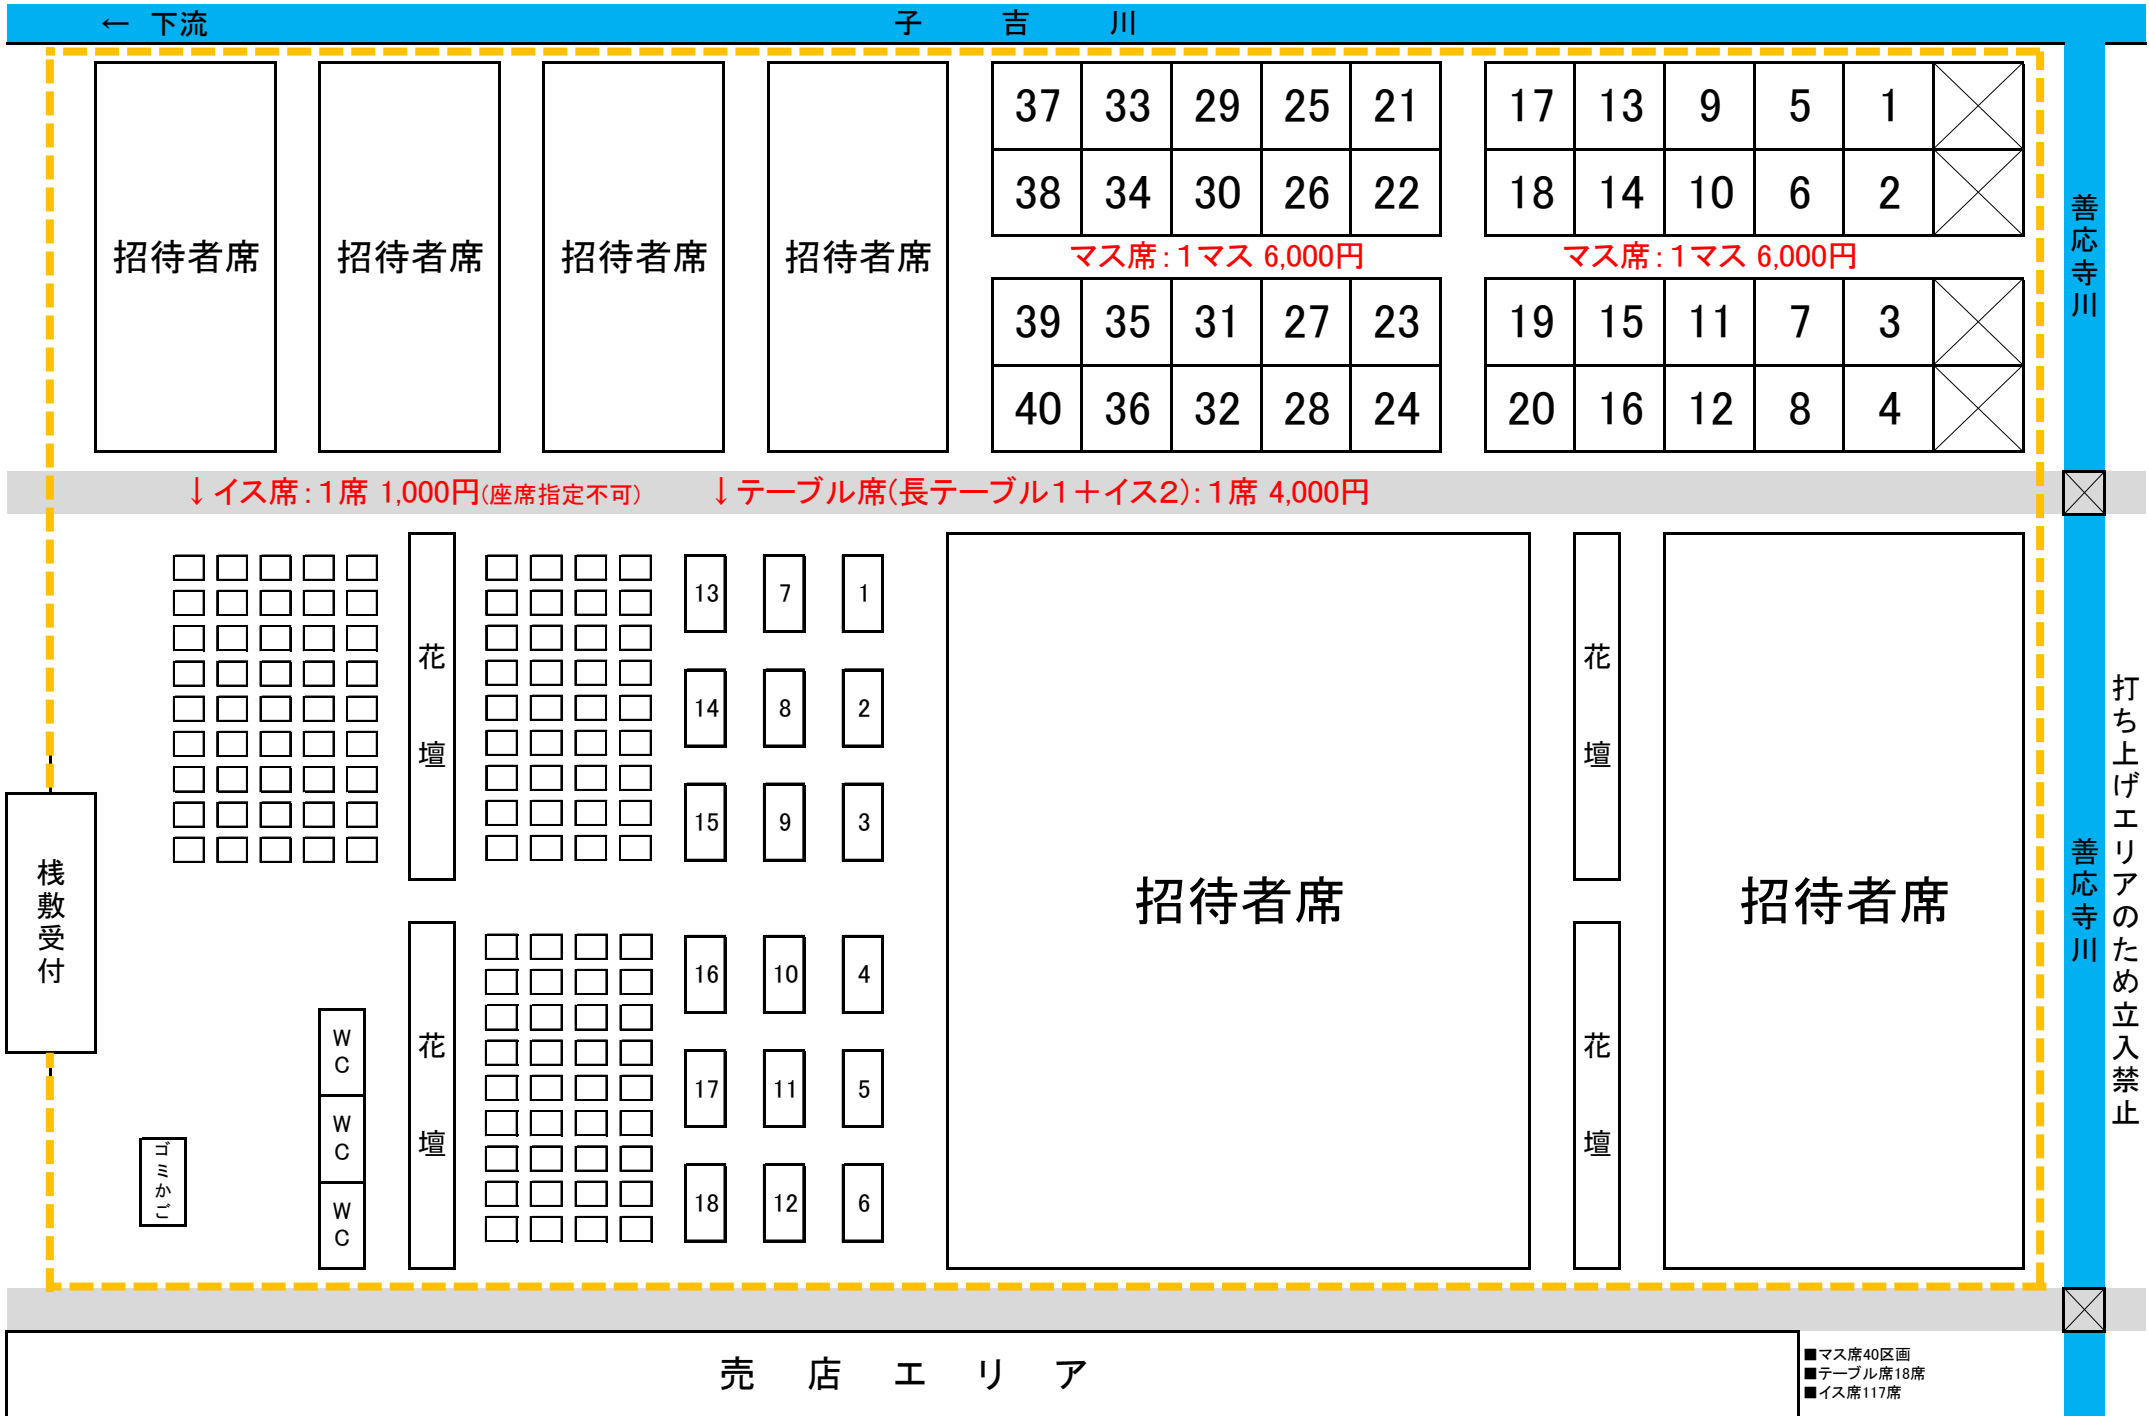 ← 下流
子 吉 川
招待者席
招待者席
招待者席
招待者席
37 33 29 25 21
38 34 30 26 22
マス席:1マス 6,000円
39 35 31 27 23
40 36 32 28 24
17 13 9 5 1
18 14 10 6 2
マス席:1マス 6,000円
19 15 11 7 3
20 16 12 8 4
善応寺川
↓イス席:1席 1,000円(座席指定不可)
↓テーブル席(長テーブル1+イス2):1席 4,000円
花壇
13 7 1
14 8 2
15 9 3
花壇
16 10 4
17 11 5
18 12 6
招待者席
花壇
花壇
招待者席
善応寺川
打ち上げエリアのため立入禁止
桟敷受付
WC
WC
WC
ゴミかご
売 店 エ リ ア
■マス席40区画
■テーブル席18席
■イス席117席